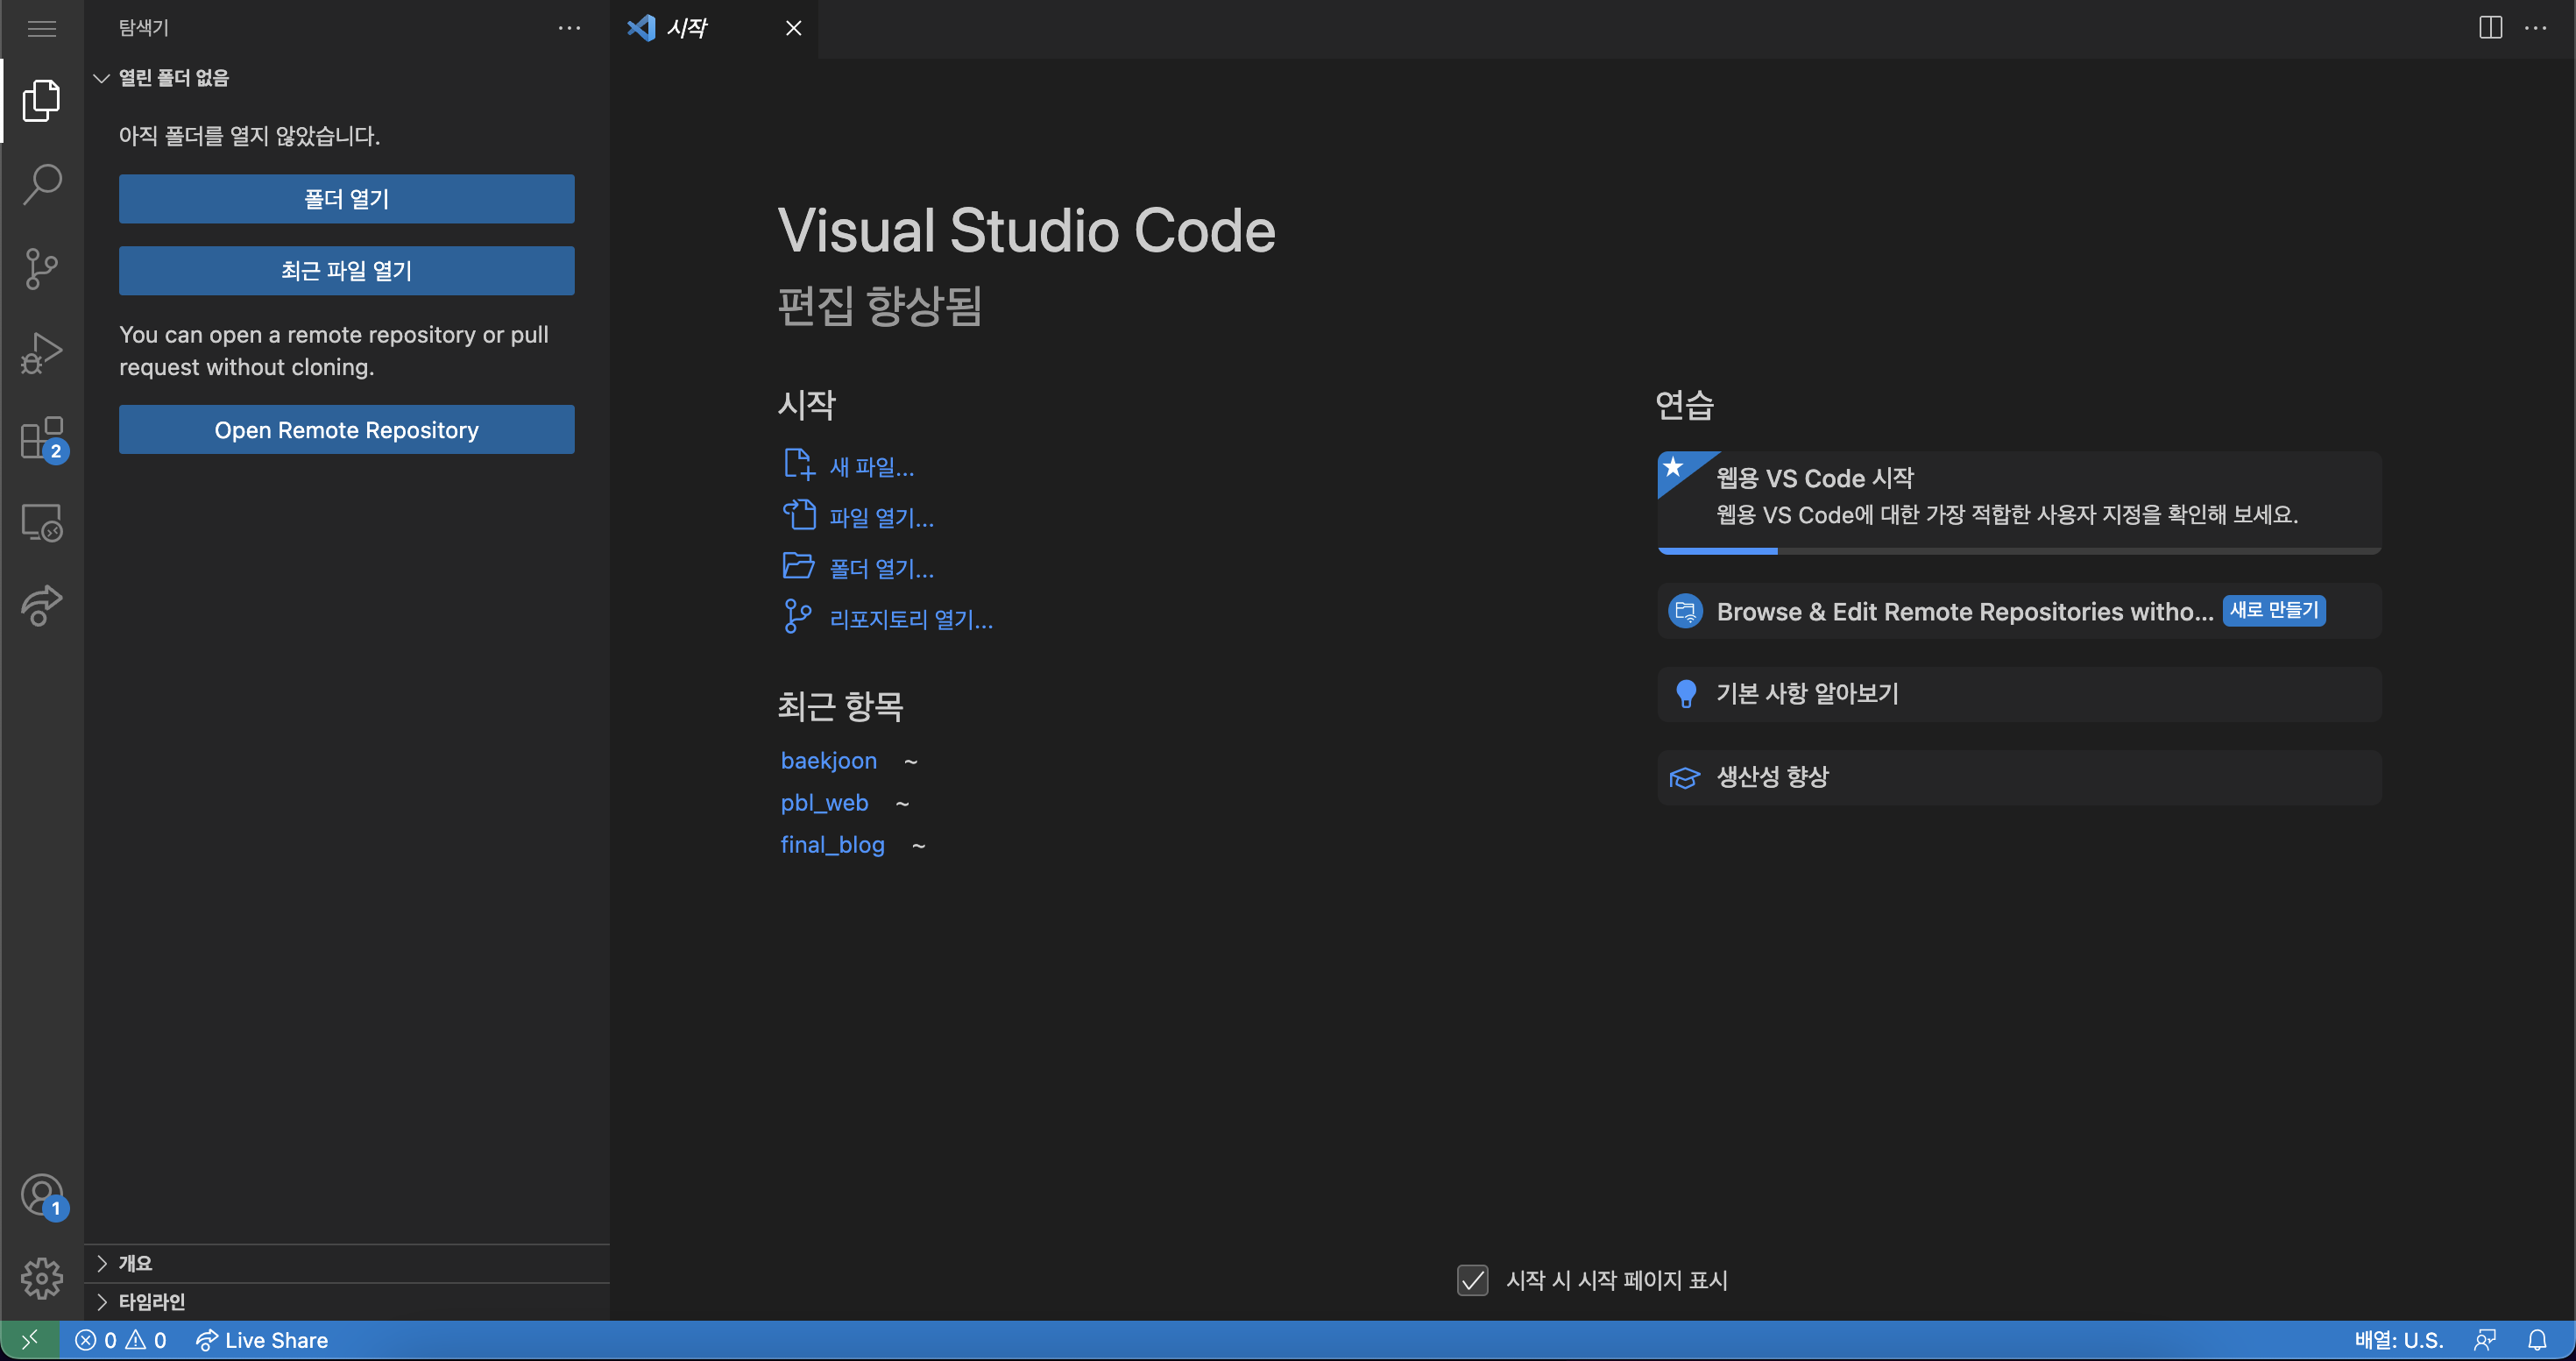 탐색기
시작
열린 폴더 없음
아직 폴더를 열지 않았습니다.
폴더 열기
최근 파일 열기
You can open a remote repository or pull
request without cloning.
Open Remote Repository
2
1
개요
타임라인
Visual Studio Code
편집 향상됨
시작
새 파일...
파일 열기...
폴더 열기...
리포지토리 열기...
최근 항목
baekjoon ~
pbl_web ~
final_blog ~
연습
웹용 VS Code 시작
웹용 VS Code에 대한 가장 적합한 사용자 지정을 확인해 보세요.
Browse & Edit Remote Repositories witho... 새로 만들기
기본 사항 알아보기
생산성 향상
시작 시 시작 페이지 표시
0 0 Live Share
배열: U.S.